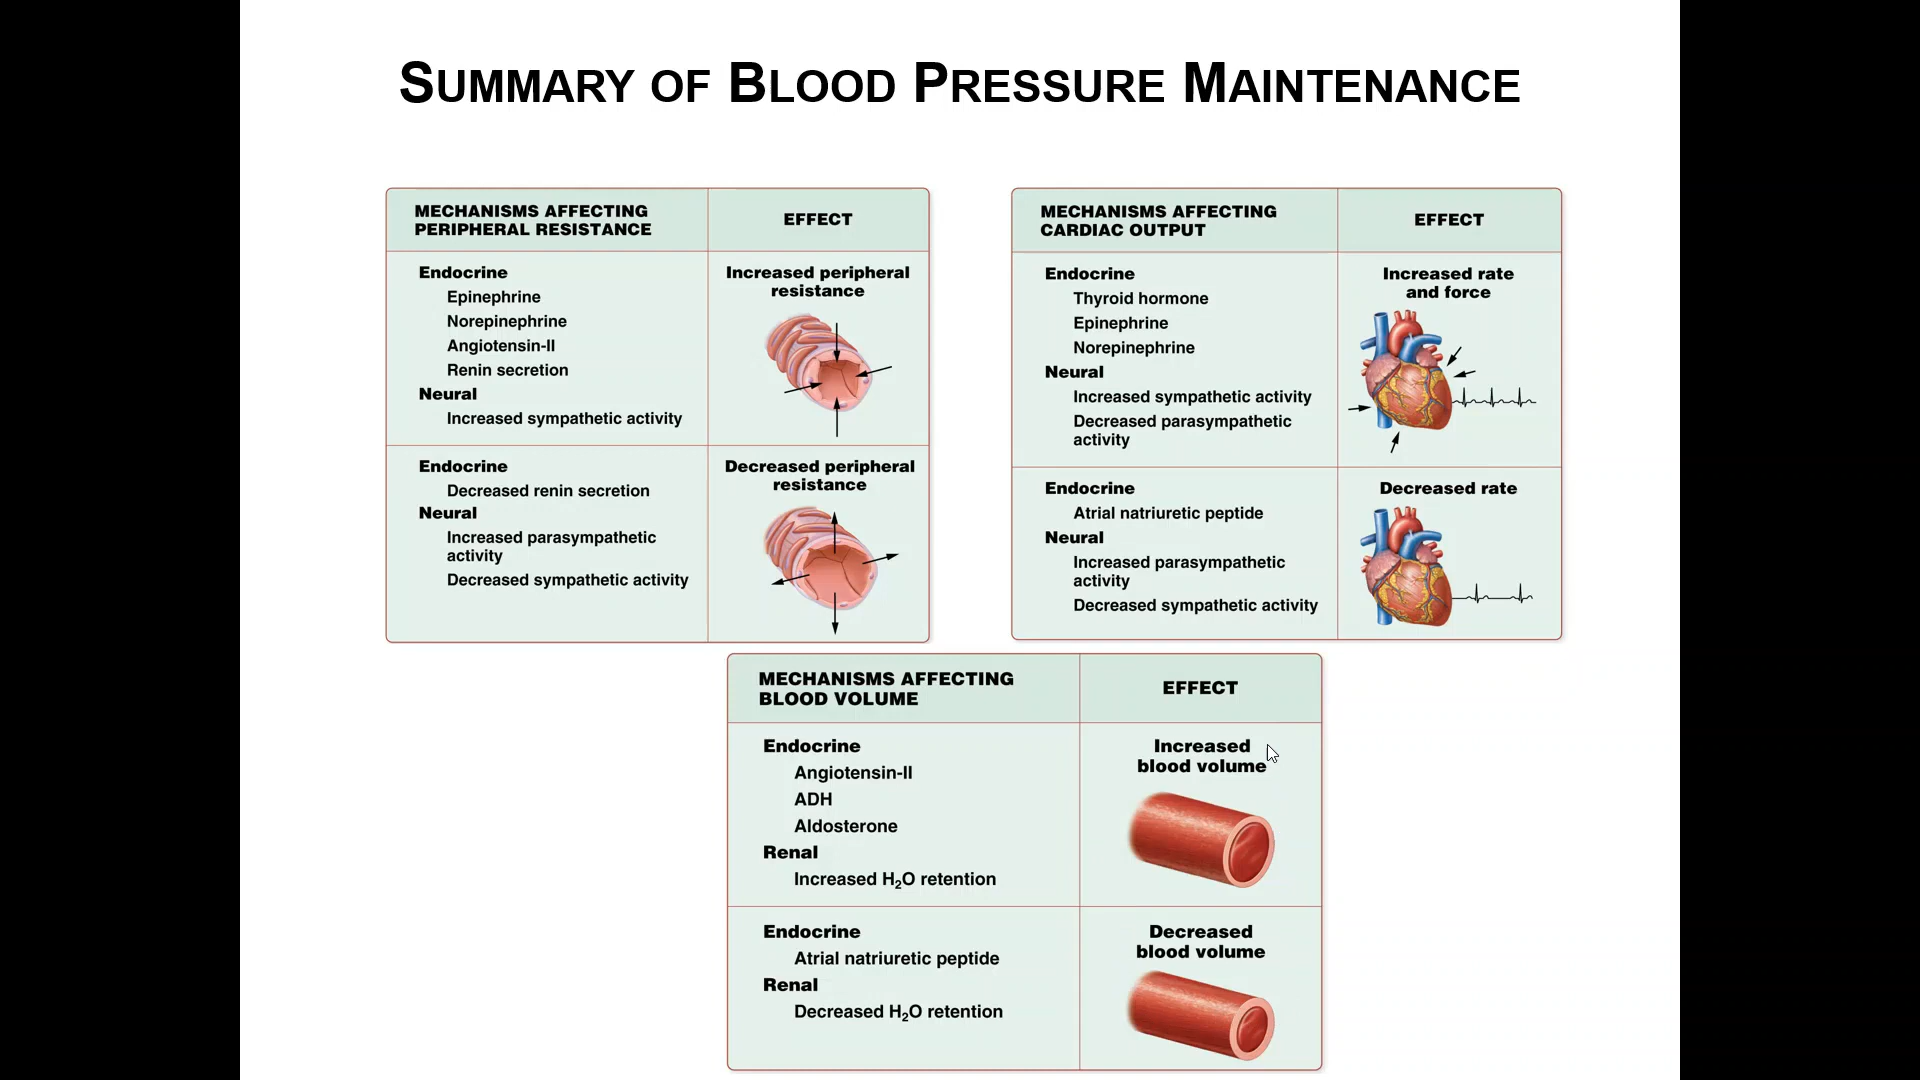 SUMMARY OF BLOOD PRESSURE MAINTENANCE
MECHANISMS AFFECTING
PERIPHERAL RESISTANCE
EFFECT
Endocrine
Epinephrine
Norepinephrine
Angiotensin-II
Renin secretion
Neural
Increased sympathetic activity
Increased peripheral
resistance
Endocrine
Decreased renin secretion
Neural
Increased parasympathetic
activity
Decreased sympathetic activity
Decreased peripheral
resistance
MECHANISMS AFFECTING
CARDIAC OUTPUT
EFFECT
Endocrine
Thyroid hormone
Epinephrine
Norepinephrine
Neural
Increased sympathetic activity
Decreased parasympathetic
activity
Increased rate
and force
Endocrine
Atrial natriuretic peptide
Neural
Increased parasympathetic
activity
Decreased sympathetic activity
Decreased rate
MECHANISMS AFFECTING
BLOOD VOLUME
EFFECT
Endocrine
Angiotensin-II
ADH
Aldosterone
Renal
Increased H₂O retention
Increased
blood volume
Endocrine
Atrial natriuretic peptide
Renal
Decreased H₂O retention
Decreased
blood volume